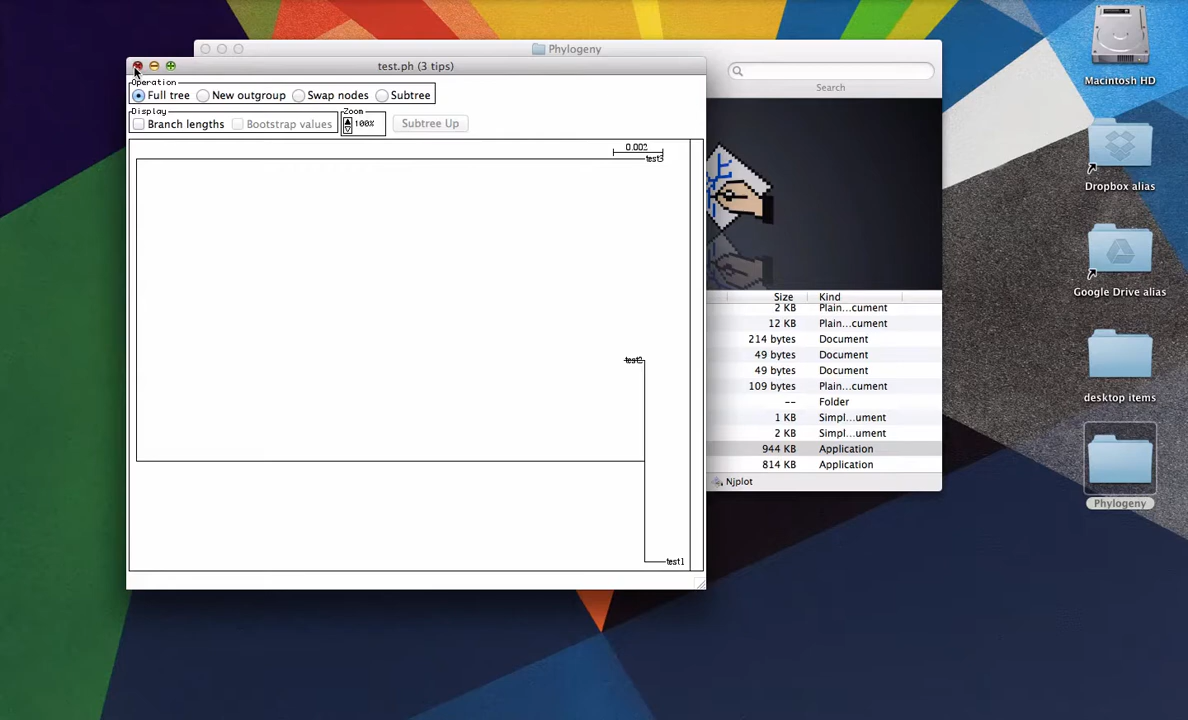 Phylogeny
test.ph (3 tips)
Search
Operation
Full tree New outgroup Swap nodes Subtree
Display
Zoom
Branch lengths Bootstrap values 100% Subtree Up
0.002
test3
test2
test1
Size Kind
2 KB Plain...cument
12 KB Plain...cument
214 bytes Document
49 bytes Document
49 bytes Document
109 bytes Plain...cument
-- Folder
1 KB Simpl...ument
2 KB Simpl...ument
944 KB Application
814 KB Application
Njplot
Macintosh HD
Dropbox alias
Google Drive alias
desktop items
Phylogeny